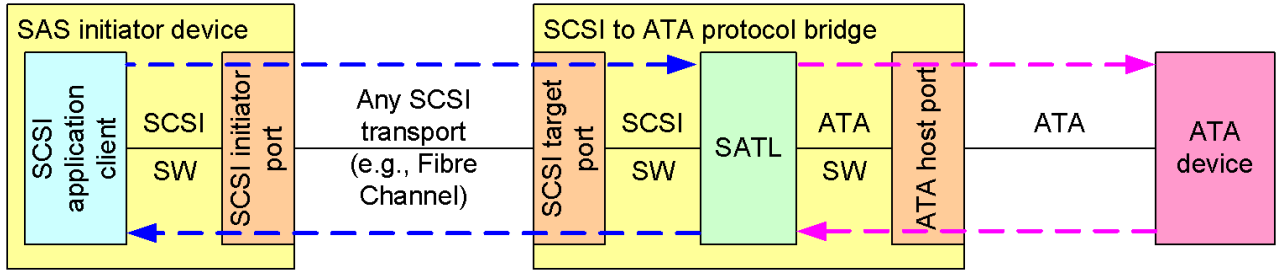 SAS initiator device
SCSI
application
client
SCSI
SW
SCSI initiator
port
Any SCSI
transport
(e.g., Fibre
Channel)
SCSI to ATA protocol bridge
SCSI target
port
SCSI
SW
SATL
ATA
SW
ATA host port
ATA
ATA
device